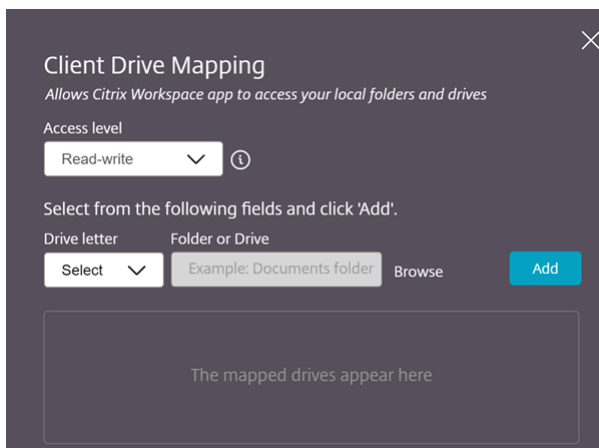 Client Drive Mapping
Allows Citrix Workspace app to access your local folders and drives
Access level
Read-write
Select from the following fields and click 'Add'.
Drive letter Folder or Drive
Select Example: Documents folder Browse Add
The mapped drives appear here